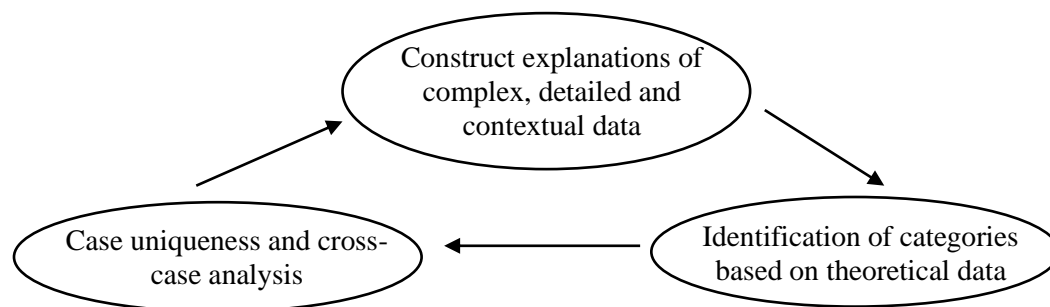 Construct explanations of
complex, detailed and
contextual data
Case uniqueness and cross-
case analysis
Identification of categories
based on theoretical data